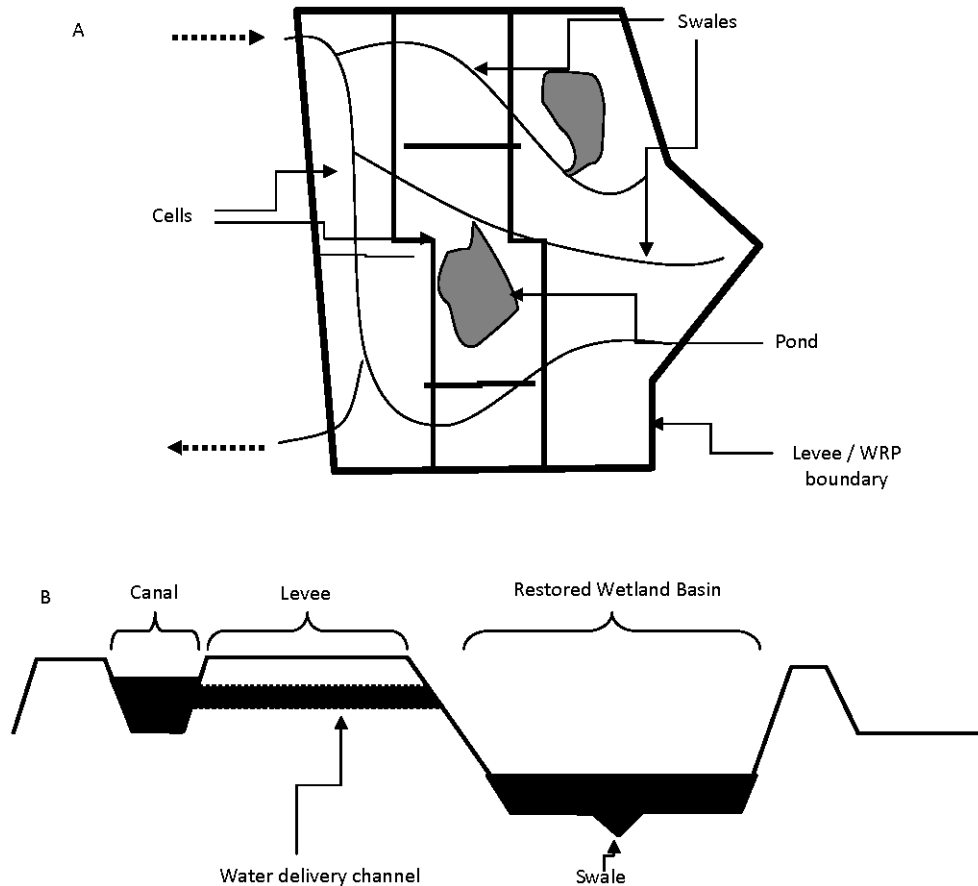 A
Swales
Cells
Pond
Levee / WRP
boundary
B
Canal
Levee
Restored Wetland Basin
Water delivery channel
Swale